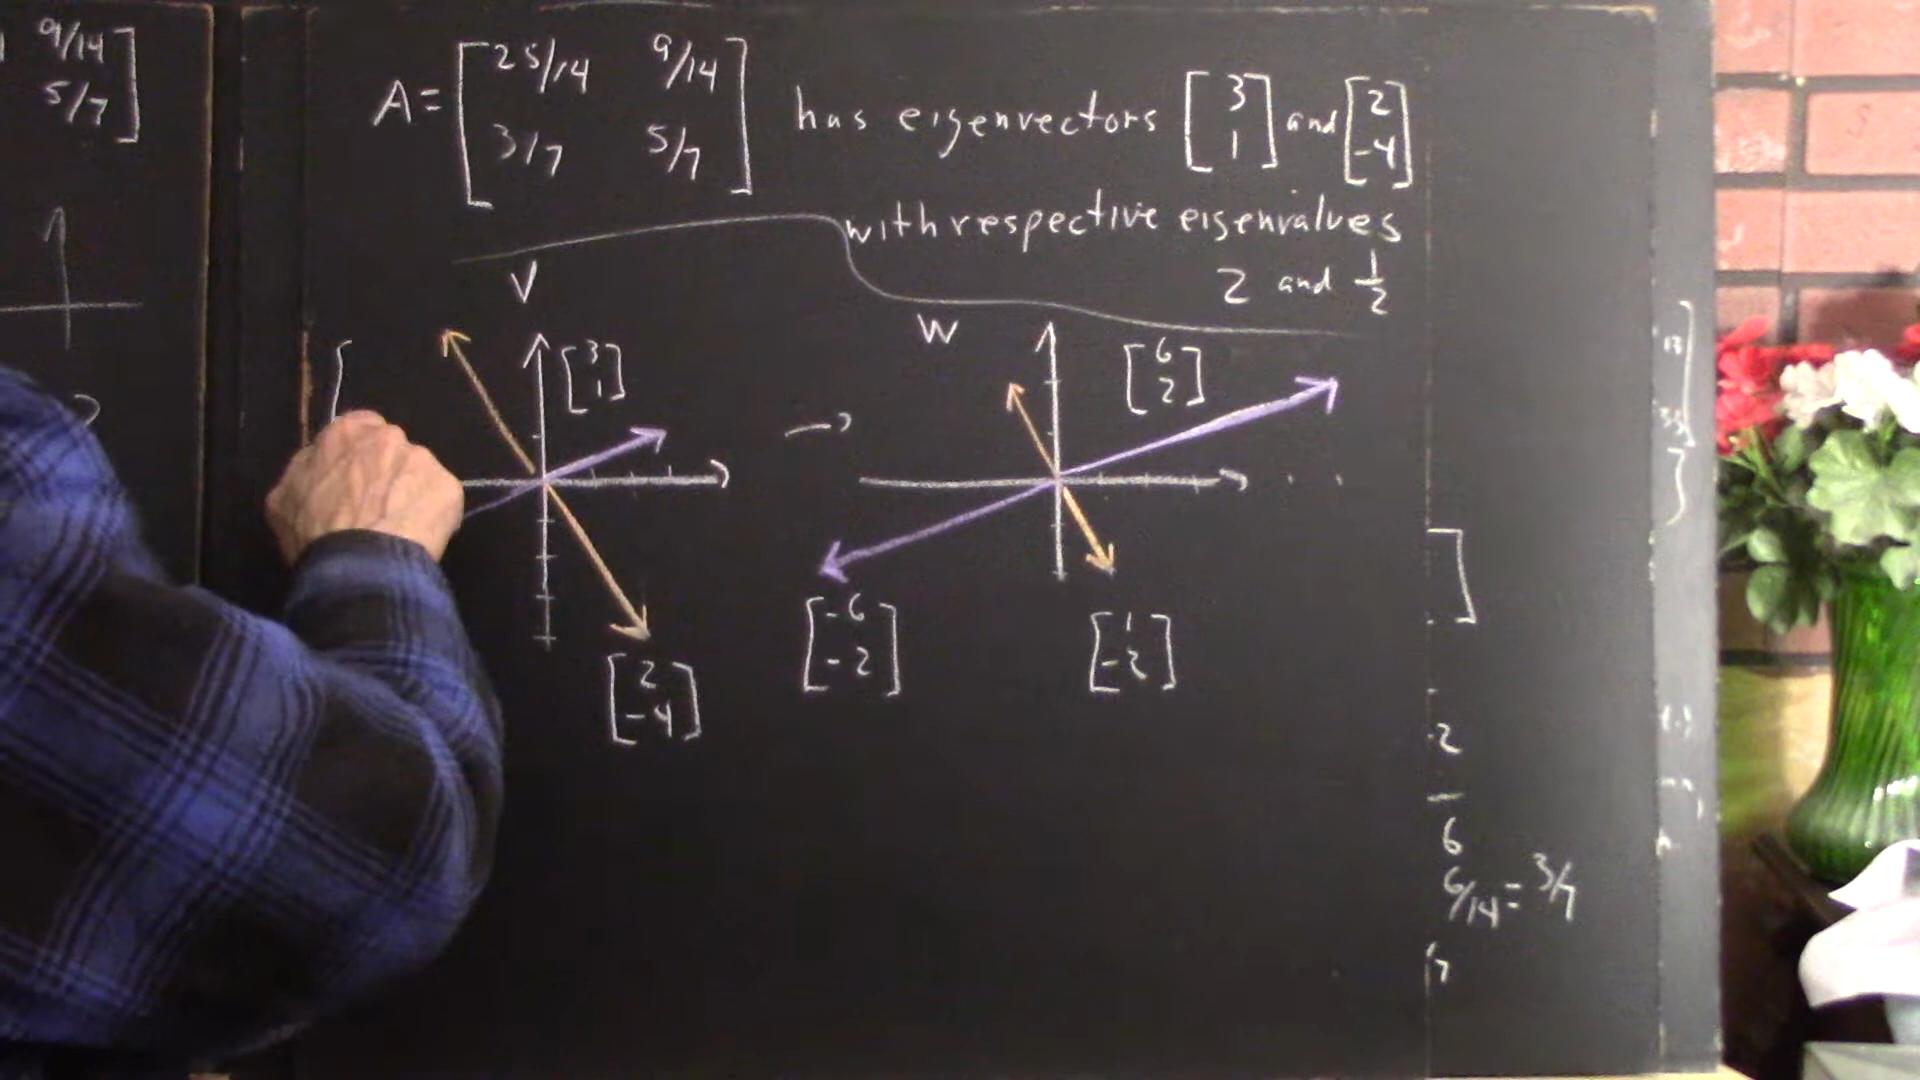 9/14
5/7
A = [ 25/14 9/14
3/7 5/7 ] has eigenvectors [ 3
1 ] and [ 2
-4 ]
with respective eigenvalues
2 and 1/2
V
W
[ 3
1 ]
[ 6
2 ]
→
[ -6
-2 ]
[ 1
-2 ]
[ 2
-4 ]
6
6/14 = 3/7